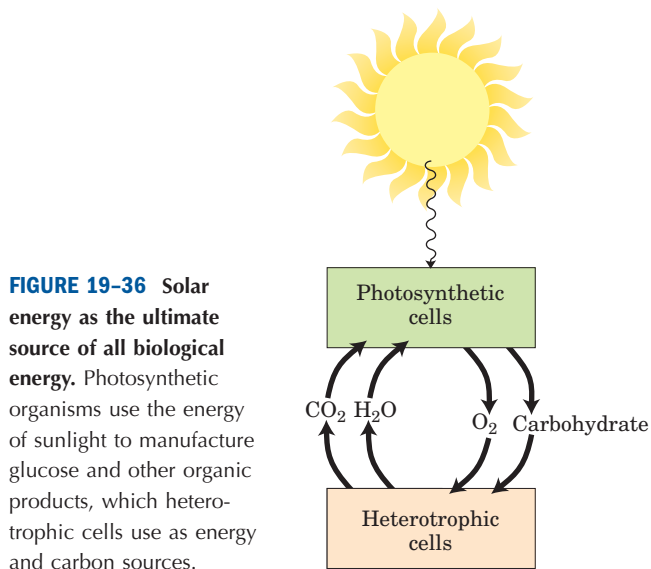 FIGURE 19–36 Solar
energy as the ultimate
source of all biological
energy. Photosynthetic
organisms use the energy
of sunlight to manufacture
glucose and other organic
products, which hetero-
trophic cells use as energy
and carbon sources.
Photosynthetic
cells
CO₂ H₂O
O₂ Carbohydrate
Heterotrophic
cells